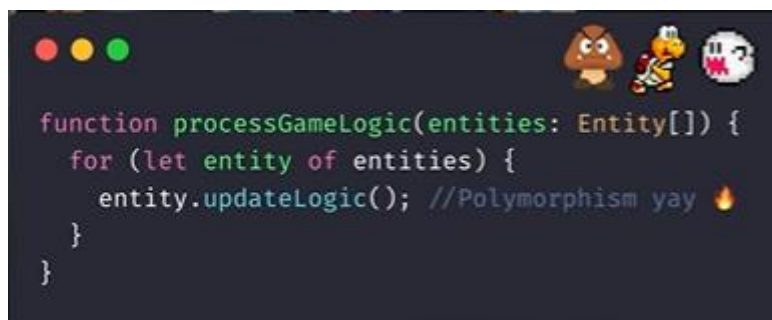 function processGameLogic(entities: Entity[]) {
for (let entity of entities) {
entity.updateLogic(); //Polymorphism yay 🔥
}
}